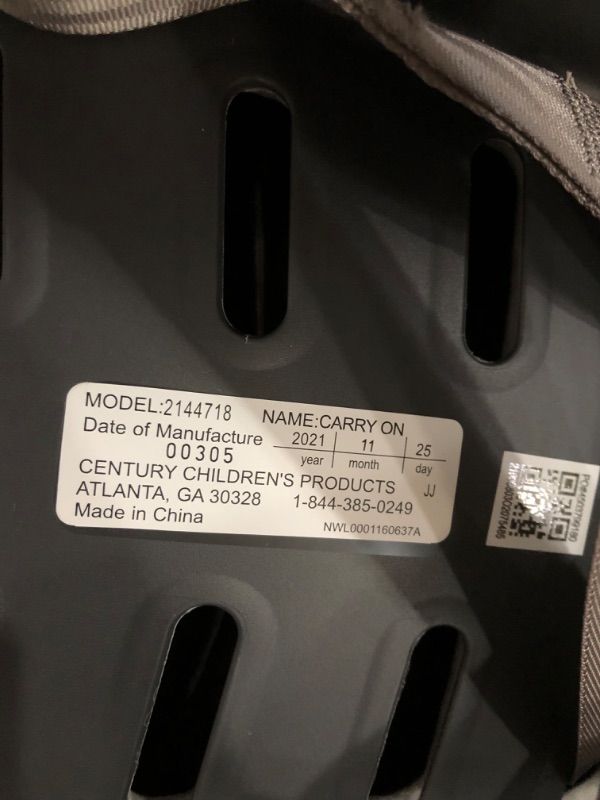 MODEL:2144718 NAME:CARRY ON
Date of Manufacture 2021 11 25
00305 year month day
CENTURY CHILDREN'S PRODUCTS JJ
ATLANTA, GA 30328 1-844-385-0249
Made in China
NWL0001160637A